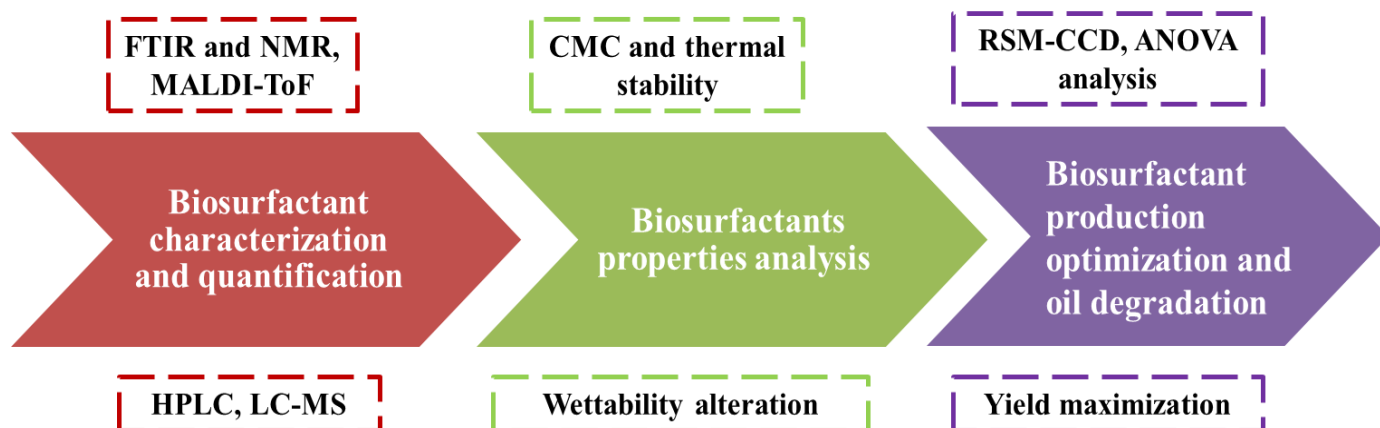 FTIR and NMR,
MALDI-ToF
CMC and thermal
stability
RSM-CCD, ANOVA
analysis
Biosurfactant
characterization
and quantification
Biosurfactants
properties analysis
Biosurfactant
production
optimization and
oil degradation
HPLC, LC-MS
Wettability alteration
Yield maximization